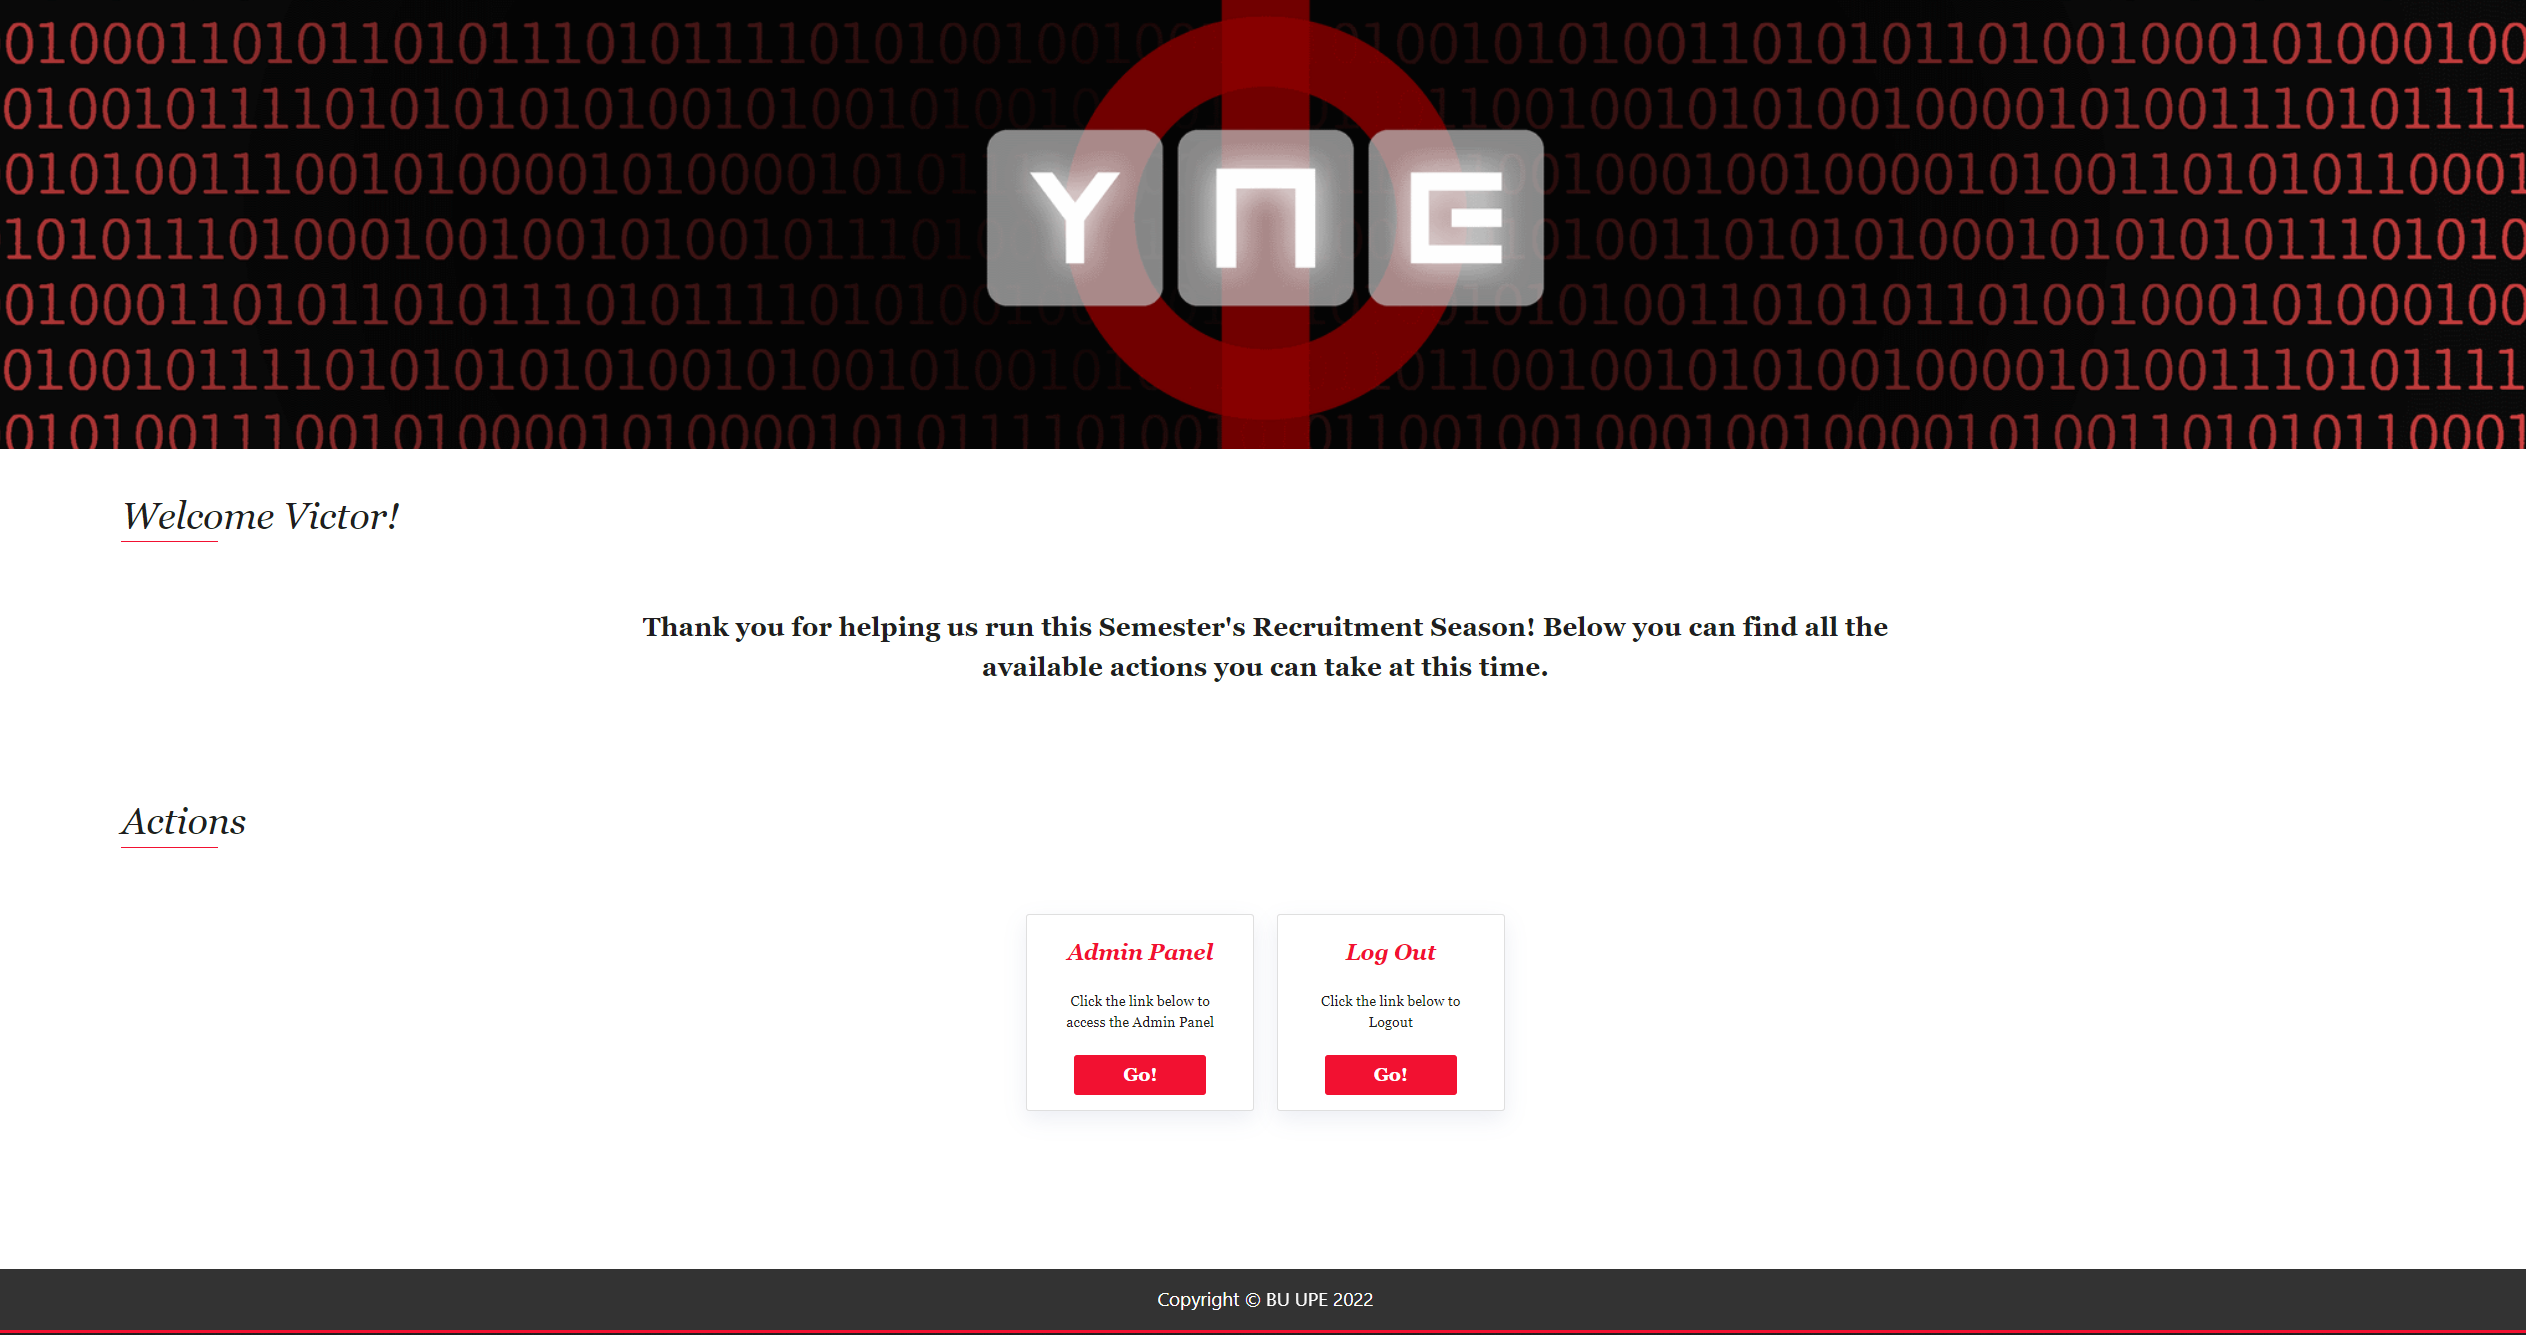 ΥΠΕ
Welcome Victor!
Thank you for helping us run this Semester's Recruitment Season! Below you can find all the
available actions you can take at this time.
Actions
Admin Panel
Click the link below to
access the Admin Panel
Go!
Log Out
Click the link below to
Logout
Go!
Copyright © BU UPE 2022